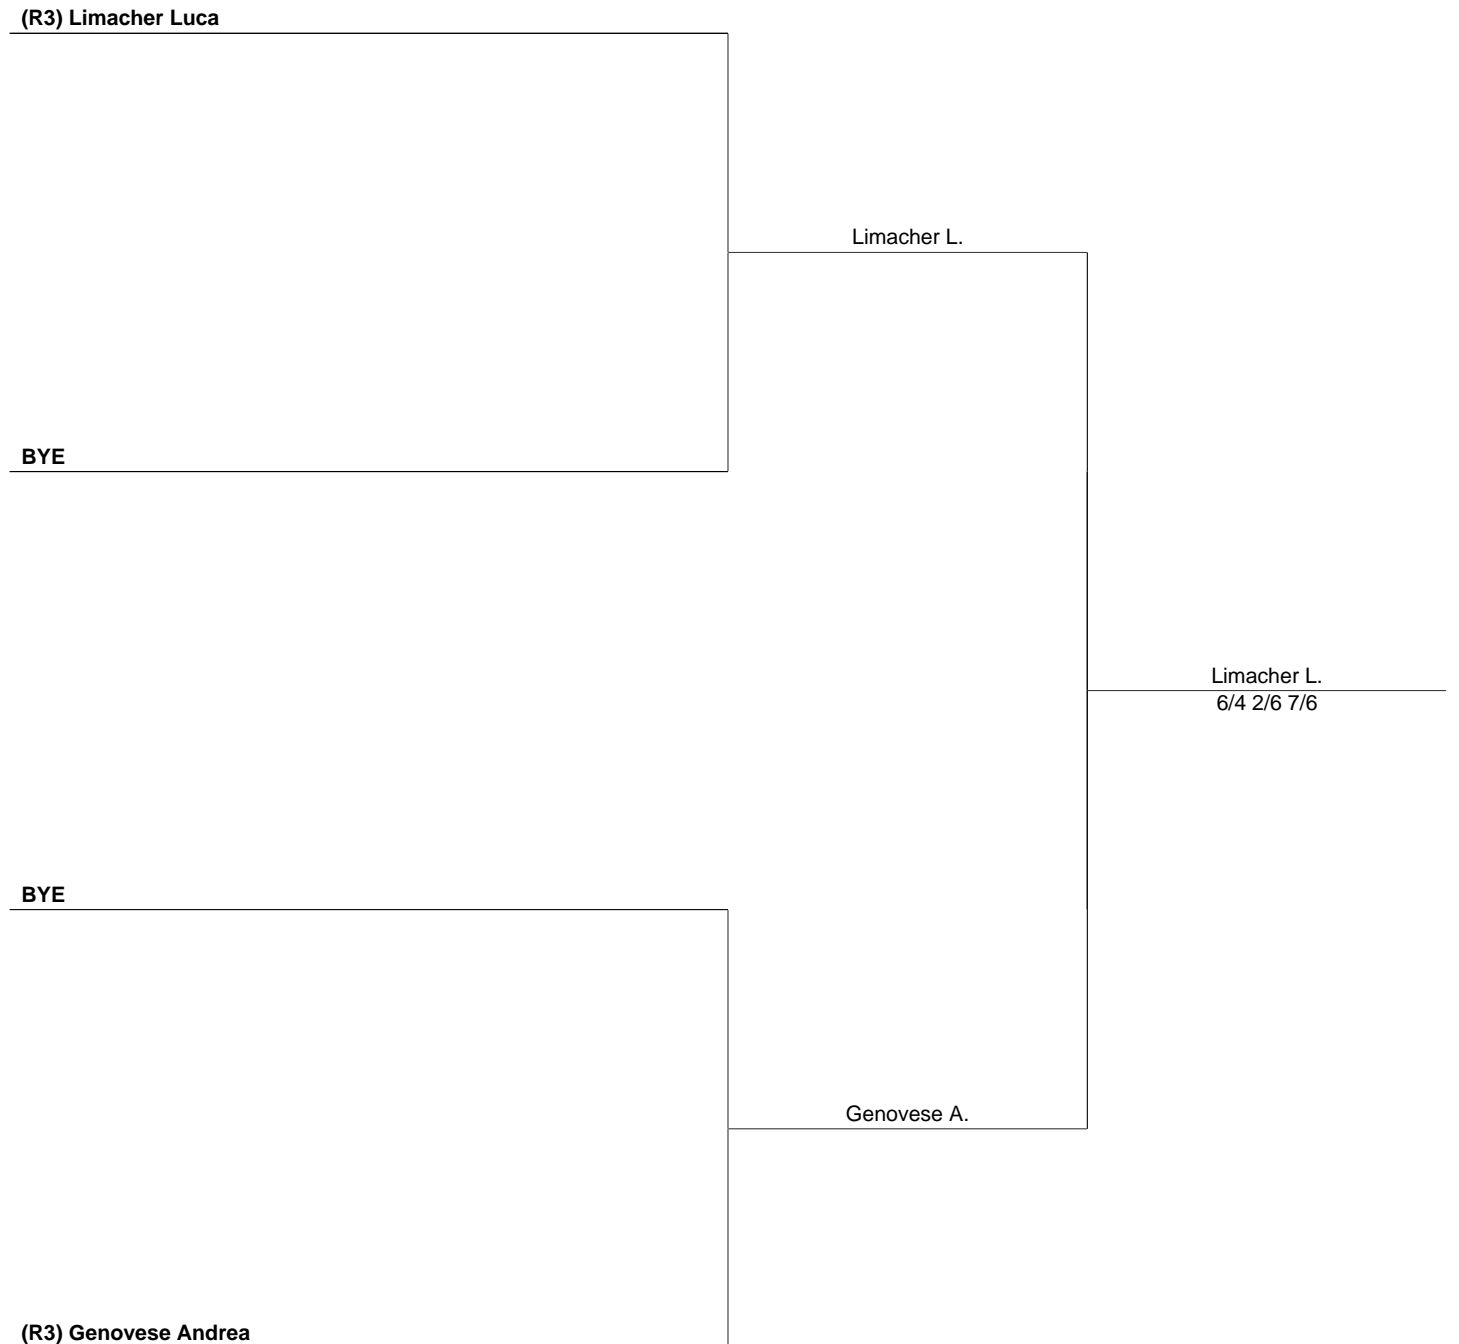 (R3) Limacher Luca
Limacher L.
BYE
Limacher L.
6/4 2/6 7/6
BYE
Genovese A.
(R3) Genovese Andrea